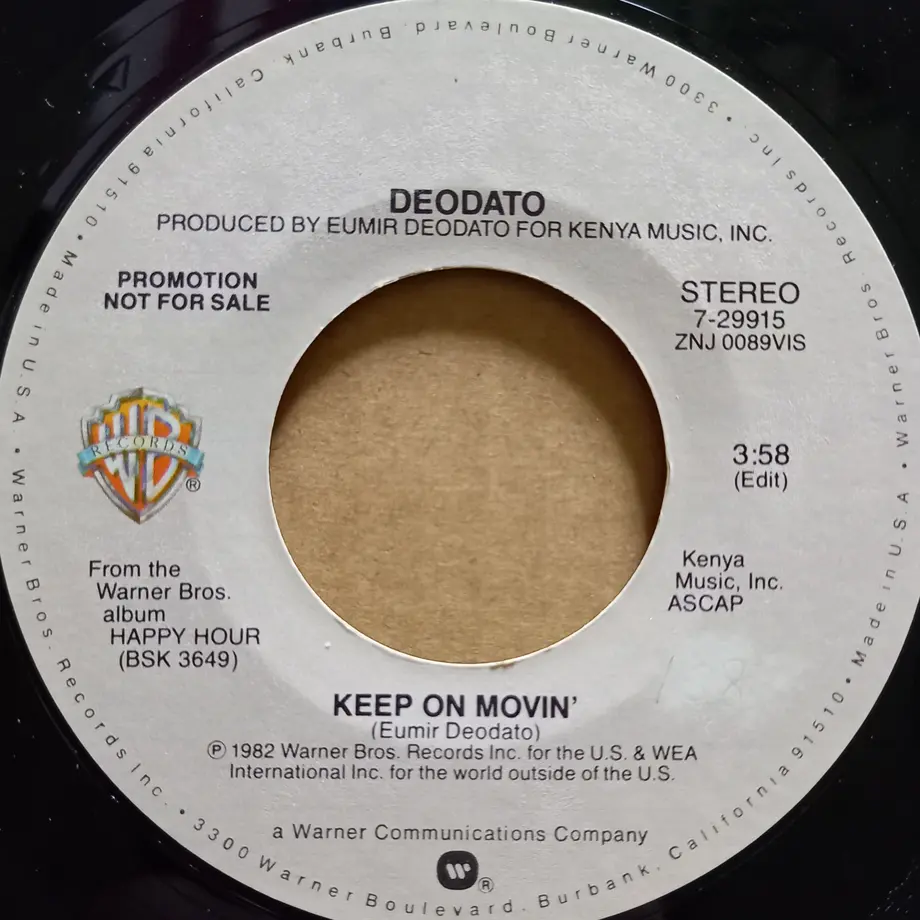 DEODATO
PRODUCED BY EUMIR DEODATO FOR KENYA MUSIC, INC.
PROMOTION
NOT FOR SALE
STEREO
7-29915
ZNJ 0089VIS
WB
RECORDS
®
3:58
(Edit)
From the
Warner Bros.
album
HAPPY HOUR
(BSK 3649)
Kenya
Music, Inc.
ASCAP
KEEP ON MOVIN'
(Eumir Deodato)
℗ 1982 Warner Bros. Records Inc. for the U.S. & WEA
International Inc. for the world outside of the U.S.
a Warner Communications Company
®
Made in U.S.A. • Warner Bros. Records Inc. • 3300 Warner Boulevard, Burbank, California 91510 • Made in U.S.A. • Warner Bros. Records Inc. • 3300 Warner Boulevard, Burbank, California 91510 •